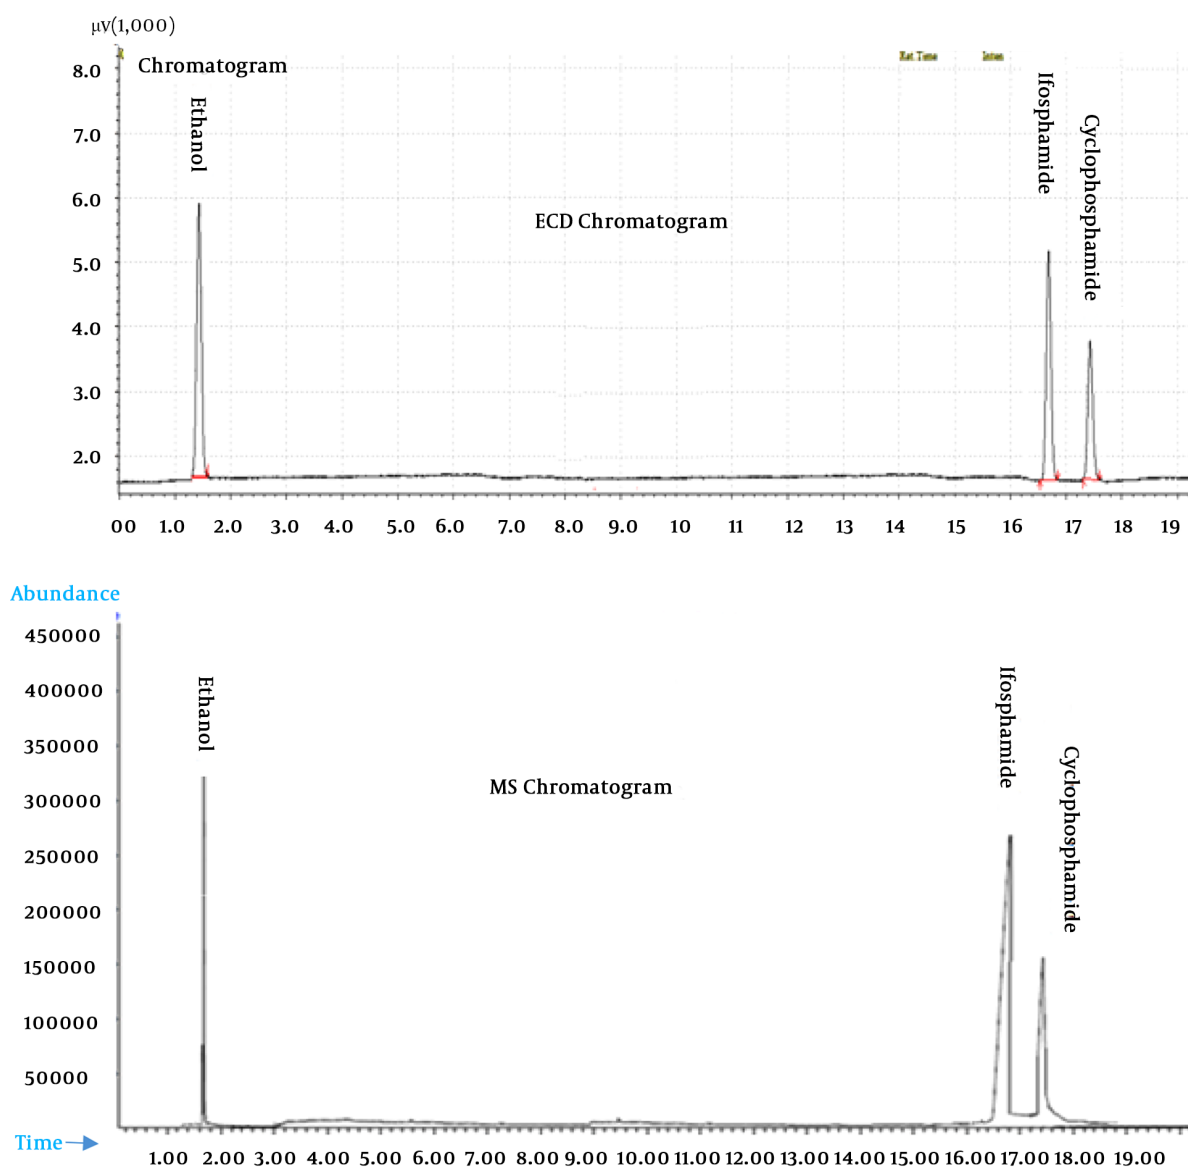 μv(1,000)
Chromatogram
Ret Time
Inten
8.0
7.0
6.0
5.0
4.0
3.0
2.0
Ethanol
ECD Chromatogram
Ifosphamide
Cyclophosphamide
0.0 1.0 2.0 3.0 4.0 5.0 6.0 7.0 8.0 9.0 10 11 12 13 14 15 16 17 18 19
Abundance
450000
400000
350000
300000
250000
200000
150000
100000
50000
Ethanol
MS Chromatogram
Ifosphamide
Cyclophosphamide
Time
1.00 2.00 3.00 4.00 5.00 6.00 7.00 8.00 9.00 10.00 11.00 12.00 13.00 14.00 15.00 16.00 17.00 18.00 19.00